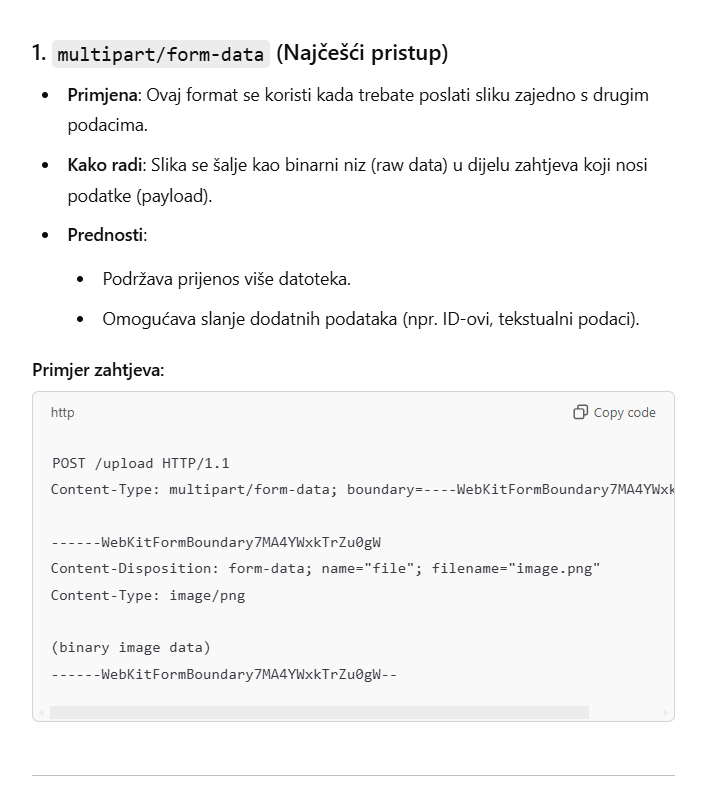 1. multipart/form-data (Najčešći pristup)
Primjena: Ovaj format se koristi kada trebate poslati sliku zajedno s drugim
podacima.
Kako radi: Slika se šalje kao binarni niz (raw data) u dijelu zahtjeva koji nosi
podatke (payload).
Prednosti:
Podržava prijenos više datoteka.
Omogućava slanje dodatnih podataka (npr. ID-ovi, tekstualni podaci).
Primjer zahtjeva:
http
Copy code
POST /upload HTTP/1.1
Content-Type: multipart/form-data; boundary=----WebKitFormBoundary7MA4YWxk
------WebKitFormBoundary7MA4YWxkTrZu0gW
Content-Disposition: form-data; name="file"; filename="image.png"
Content-Type: image/png
(binary image data)
------WebKitFormBoundary7MA4YWxkTrZu0gW--